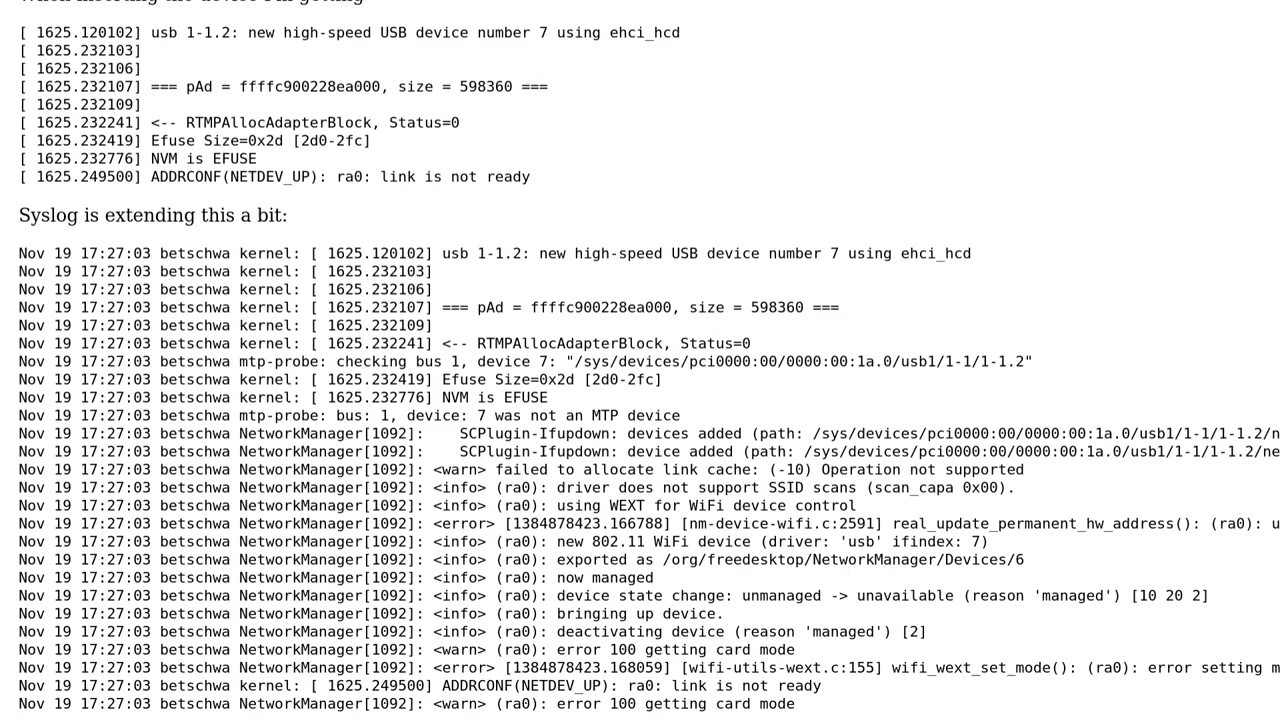 When inserting the device I'm getting
[ 1625.120102] usb 1-1.2: new high-speed USB device number 7 using ehci_hcd
[ 1625.232103]
[ 1625.232106]
[ 1625.232107] === pAd = ffffc900228ea000, size = 598360 ===
[ 1625.232109]
[ 1625.232241] <-- RTMPAllocAdapterBlock, Status=0
[ 1625.232419] Efuse Size=0x2d [2d0-2fc]
[ 1625.232776] NVM is EFUSE
[ 1625.249500] ADDRCONF(NETDEV_UP): ra0: link is not ready
Syslog is extending this a bit:
Nov 19 17:27:03 betschwa kernel: [ 1625.120102] usb 1-1.2: new high-speed USB device number 7 using ehci_hcd
Nov 19 17:27:03 betschwa kernel: [ 1625.232103]
Nov 19 17:27:03 betschwa kernel: [ 1625.232106]
Nov 19 17:27:03 betschwa kernel: [ 1625.232107] === pAd = ffffc900228ea000, size = 598360 ===
Nov 19 17:27:03 betschwa kernel: [ 1625.232109]
Nov 19 17:27:03 betschwa kernel: [ 1625.232241] <-- RTMPAllocAdapterBlock, Status=0
Nov 19 17:27:03 betschwa mtp-probe: checking bus 1, device 7: "/sys/devices/pci0000:00/0000:00:1a.0/usb1/1-1/1-1.2"
Nov 19 17:27:03 betschwa kernel: [ 1625.232419] Efuse Size=0x2d [2d0-2fc]
Nov 19 17:27:03 betschwa kernel: [ 1625.232776] NVM is EFUSE
Nov 19 17:27:03 betschwa mtp-probe: bus: 1, device: 7 was not an MTP device
Nov 19 17:27:03 betschwa NetworkManager[1092]:    SCPlugin-Ifupdown: devices added (path: /sys/devices/pci0000:00/0000:00:1a.0/usb1/1-1/1-1.2/n
Nov 19 17:27:03 betschwa NetworkManager[1092]:    SCPlugin-Ifupdown: device added (path: /sys/devices/pci0000:00/0000:00:1a.0/usb1/1-1/1-1.2/ne
Nov 19 17:27:03 betschwa NetworkManager[1092]: <warn> failed to allocate link cache: (-10) Operation not supported
Nov 19 17:27:03 betschwa NetworkManager[1092]: <info> (ra0): driver does not support SSID scans (scan_capa 0x00).
Nov 19 17:27:03 betschwa NetworkManager[1092]: <info> (ra0): using WEXT for WiFi device control
Nov 19 17:27:03 betschwa NetworkManager[1092]: <error> [1384878423.166788] [nm-device-wifi.c:2591] real_update_permanent_hw_address(): (ra0): u
Nov 19 17:27:03 betschwa NetworkManager[1092]: <info> (ra0): new 802.11 WiFi device (driver: 'usb' ifindex: 7)
Nov 19 17:27:03 betschwa NetworkManager[1092]: <info> (ra0): exported as /org/freedesktop/NetworkManager/Devices/6
Nov 19 17:27:03 betschwa NetworkManager[1092]: <info> (ra0): now managed
Nov 19 17:27:03 betschwa NetworkManager[1092]: <info> (ra0): device state change: unmanaged -> unavailable (reason 'managed') [10 20 2]
Nov 19 17:27:03 betschwa NetworkManager[1092]: <info> (ra0): bringing up device.
Nov 19 17:27:03 betschwa NetworkManager[1092]: <info> (ra0): deactivating device (reason 'managed') [2]
Nov 19 17:27:03 betschwa NetworkManager[1092]: <warn> (ra0): error 100 getting card mode
Nov 19 17:27:03 betschwa NetworkManager[1092]: <error> [1384878423.168059] [wifi-utils-wext.c:155] wifi_wext_set_mode(): (ra0): error setting m
Nov 19 17:27:03 betschwa kernel: [ 1625.249500] ADDRCONF(NETDEV_UP): ra0: link is not ready
Nov 19 17:27:03 betschwa NetworkManager[1092]: <warn> (ra0): error 100 getting card mode